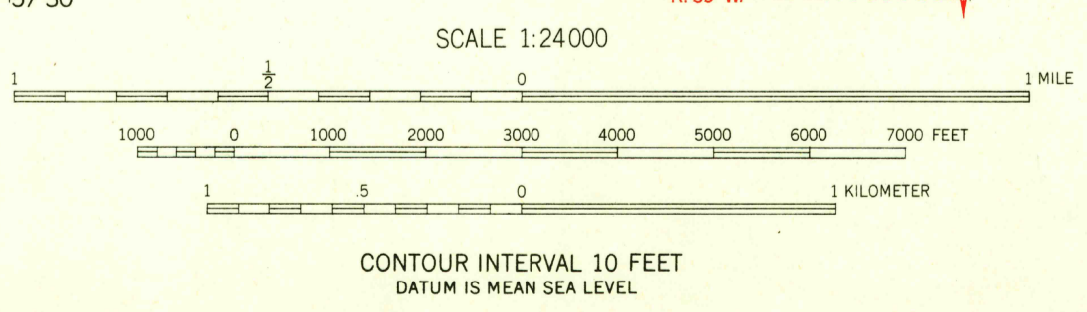 SCALE 1:24000
1 1/2 0 1 MILE
1000 0 1000 2000 3000 4000 5000 6000 7000 FEET
1 .5 0 1 KILOMETER
CONTOUR INTERVAL 10 FEET
DATUM IS MEAN SEA LEVEL